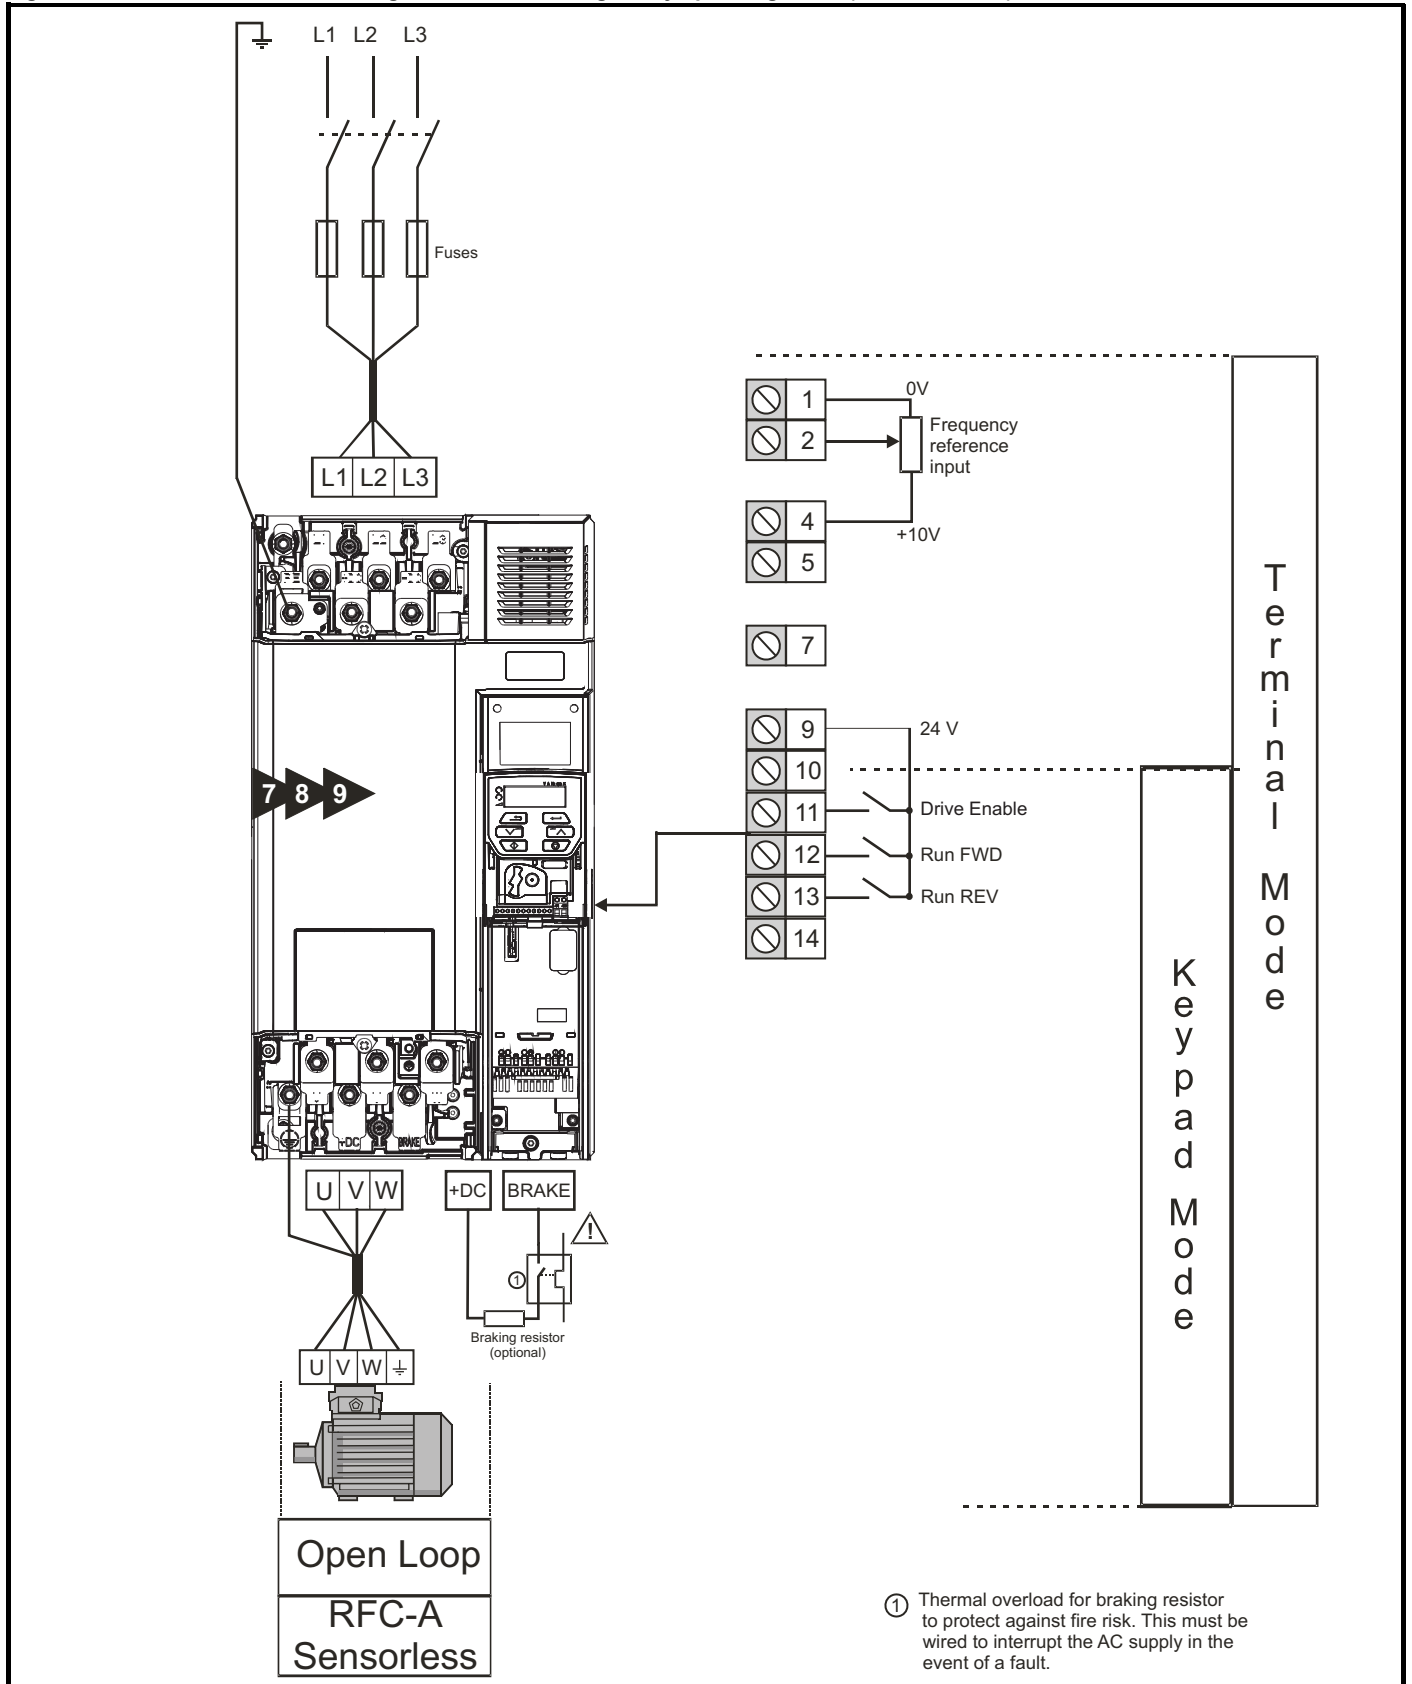 L1 L2 L3
Fuses
L1 L2 L3
1
0V
2
Frequency
reference
input
4
+10V
5
7
9
24 V
10
11
Drive Enable
12
Run FWD
13
Run REV
14
7 8 9
+DC
BRAKE
U V W
+DC
BRAKE
!
1
Braking resistor
(optional)
U V W
Open Loop
RFC-A
Sensorless
Keypad Mode
Terminal Mode
1 Thermal overload for braking resistor
to protect against fire risk. This must be
wired to interrupt the AC supply in the
event of a fault.